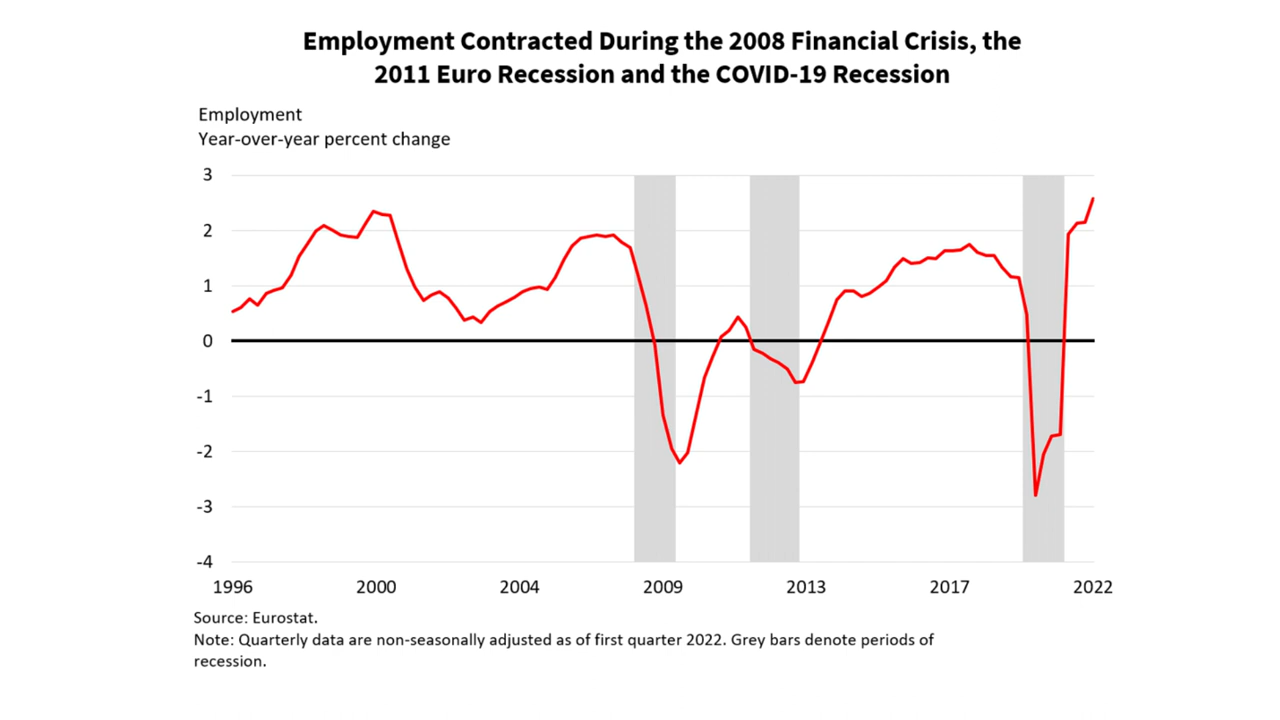 Employment Contracted During the 2008 Financial Crisis, the
2011 Euro Recession and the COVID-19 Recession
Employment
Year-over-year percent change
3
2
1
0
-1
-2
-3
-4
1996 2000 2004 2009 2013 2017 2022
Source: Eurostat.
Note: Quarterly data are non-seasonally adjusted as of first quarter 2022. Grey bars denote periods of
recession.